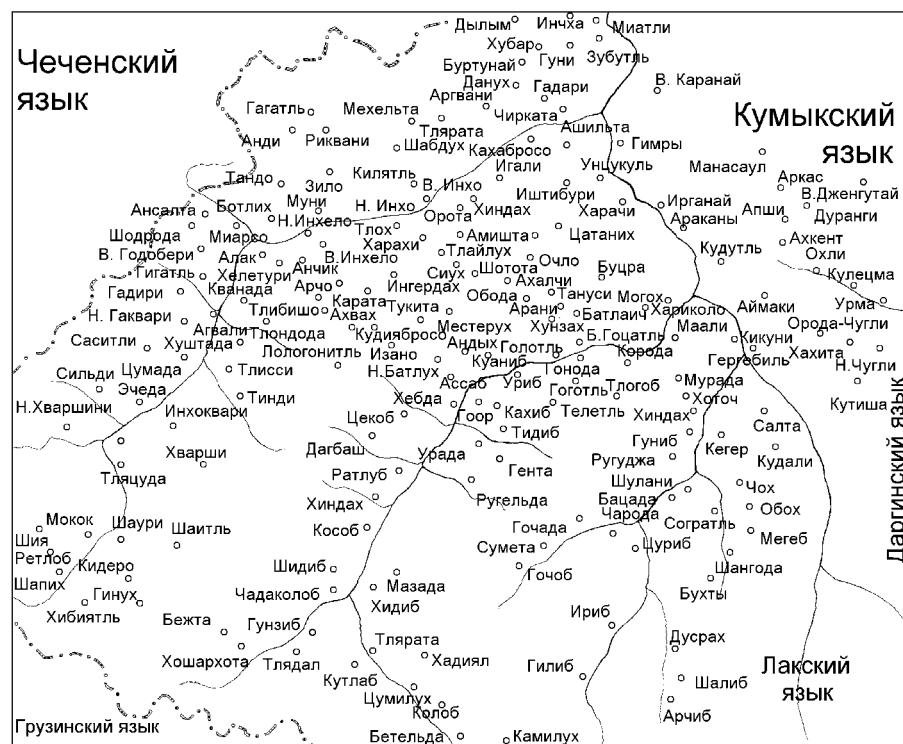 Дылым
Инчха
Миатли
Хубар
Гуни
Зубутль
Чеченский
язык
Буртунай
Данух
Гадари
В. Каранай
Аргвани
Мехельта
Гагатль
Чирката
Кумыкский
язык
Тлярата
Ашильта
Анди
Риквани
Шабдух
Кахабросо
Гимры
Манасаул
Игали
Унцукуль
Аркас
Тандо
Зило
Килятль
В. Инхо
Иштибури
В.Дженгутай
Ансалта
Ботлих
Муни
Н. Инхо
Орота
Хиндах
Харачи
Ирганай
Апши
Дуранги
Шодрода
Миарсо
Н.Инхело
Тлох
Амишта
Цатаних
Араканы
Харахи
Кудутль
Ахкент
Охли
В. Годобери
Алак
В.Инхело
Тлайлух
Очло
Гигатль
Хелетури
Анчик
Сиух
Шотота
Буцра
Кулецма
Гадири
Кванада
Арчо
Ингердах
Ахалчи
Тлибишо
Карата
Тукита
Обода
Тануси
Могох
Урма
Н. Гаквари
Ахвах
Арани
Батлаич
Хариколо
Аймаки
Агвали
Тлондода
Кудиябросо
Местерух
Хунзах
Маали
Орода-Чугли
Саситли
Хуштада
Лологонитль
Андых
Б.Гоцатль
Кикуни
Хахита
Изано
Куаниб
Голотль
Корода
Гергебиль
Сильди
Цумада
Тлисси
Н.Батлух
Гонода
Н.Чугли
Эчеда
Ассаб
Уриб
Гоготль
Тлогоб
Мурада
Кутиша
Н.Хваршини
Тинди
Хебда
Хоточ
Инхоквари
Цекоб
Гоор
Кахиб
Телетль
Хиндах
Салта
Тидиб
Гуниб
Даргинский язык
Хварши
Дагбаш
Урада
Кегер
Тляцуда
Гента
Ругуджа
Кудали
Ратлуб
Шулани
Хиндах
Ругельда
Бацада
Чох
Мокок
Шаури
Чарода
Обох
Шаитль
Кособ
Гочада
Согратль
Шия
Ретлоб
Сумета
Цуриб
Мегеб
Кидеро
Шидиб
Шангода
Шапих
Гинух
Мазада
Гочоб
Бухты
Чадаколоб
Хибиятль
Хидиб
Бежта
Гунзиб
Ириб
Тлярата
Дусрах
Хошархота
Тлядал
Хадиял
Гилиб
Лакский
язык
Кутлаб
Шалиб
Цумилух
Арчиб
Колоб
Грузинский язык
Бетельда
Камилух